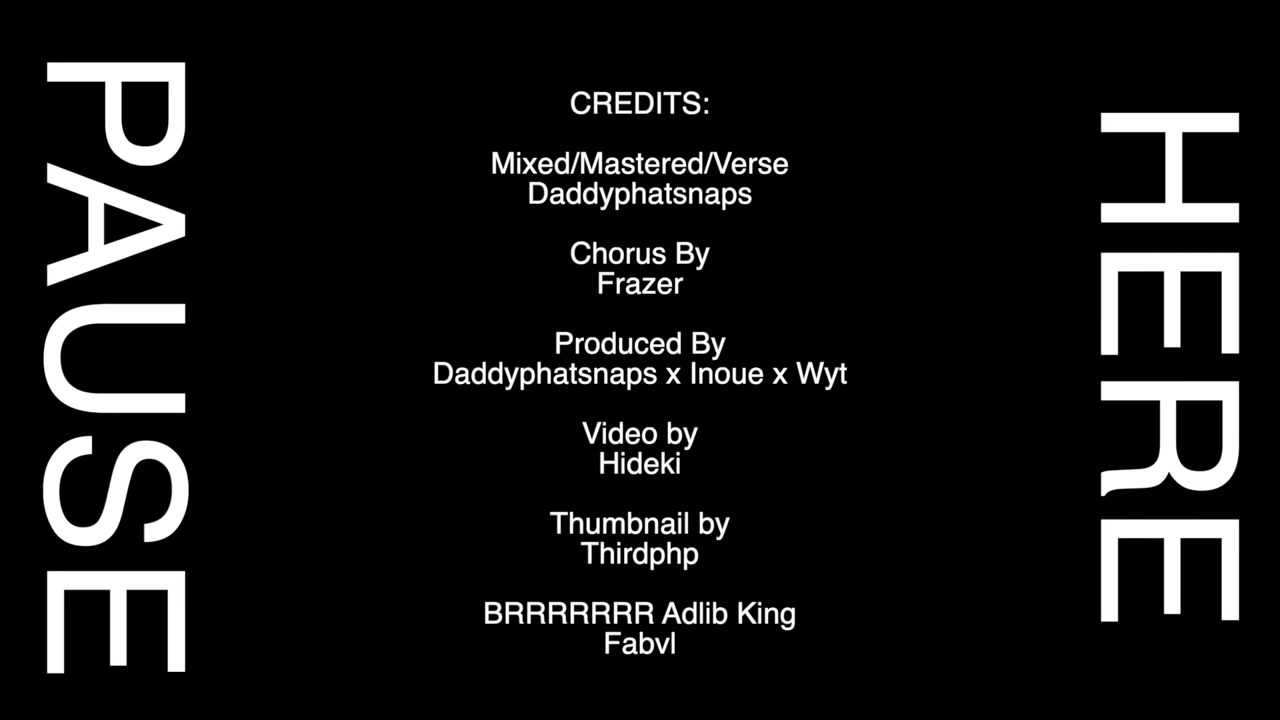 PAUSE
CREDITS:
Mixed/Mastered/Verse
Daddyphatsnaps
Chorus By
Frazer
Produced By
Daddyphatsnaps x Inoue x Wyt
Video by
Hideki
Thumbnail by
Thirdphp
BRRRRRRR Adlib King
Fabvl
HERE